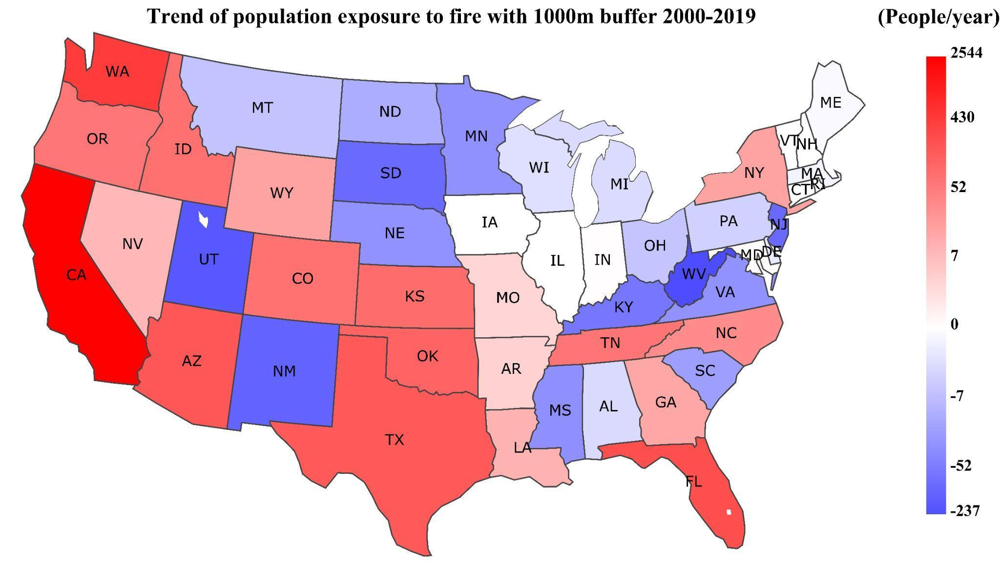 Trend of population exposure to fire with 1000m buffer 2000-2019
(People/year)
2544
430
52
7
0
-7
-52
-237
WA
MT
ND
MN
ME
OR
ID
SD
WI
MI
NY
VT
NH
MA
RI
CT
WY
NE
IA
PA
NJ
NV
UT
CO
KS
MO
IL
IN
OH
WV
MD
DE
VA
KY
CA
AZ
NM
OK
AR
TN
NC
SC
TX
LA
MS
AL
GA
FL